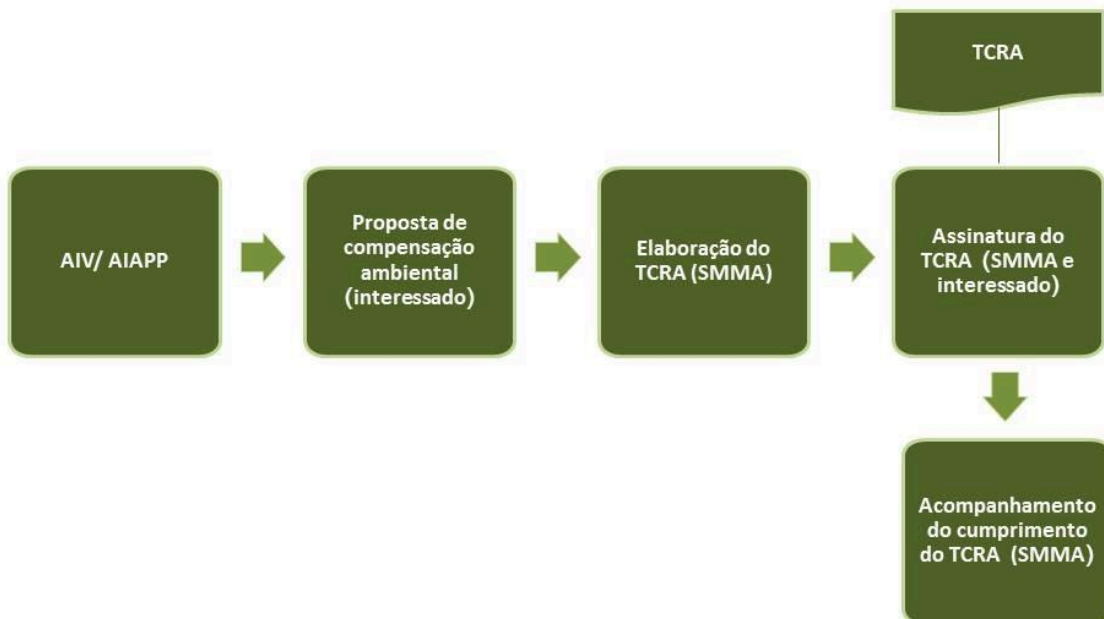 TCRA
AIV/ AIAPP
Proposta de
compensação
ambiental
(interessado)
Elaboração do
TCRA (SMMA)
Assinatura do
TCRA (SMMA e
interessado)
Acompanhamento
do cumprimento
do TCRA (SMMA)